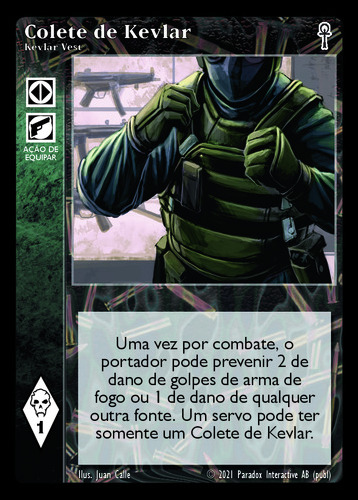 Colete de Kevlar
Kevlar Vest
AÇÃO DE
EQUIPAR
Uma vez por combate, o
portador pode prevenir 2 de
dano de golpes de arma de
fogo ou 1 de dano de qualquer
outra fonte. Um servo pode ter
somente um Colete de Kevlar.
1
Ilus. Juan Calle
© 2021 Paradox Interactive AB (publ)